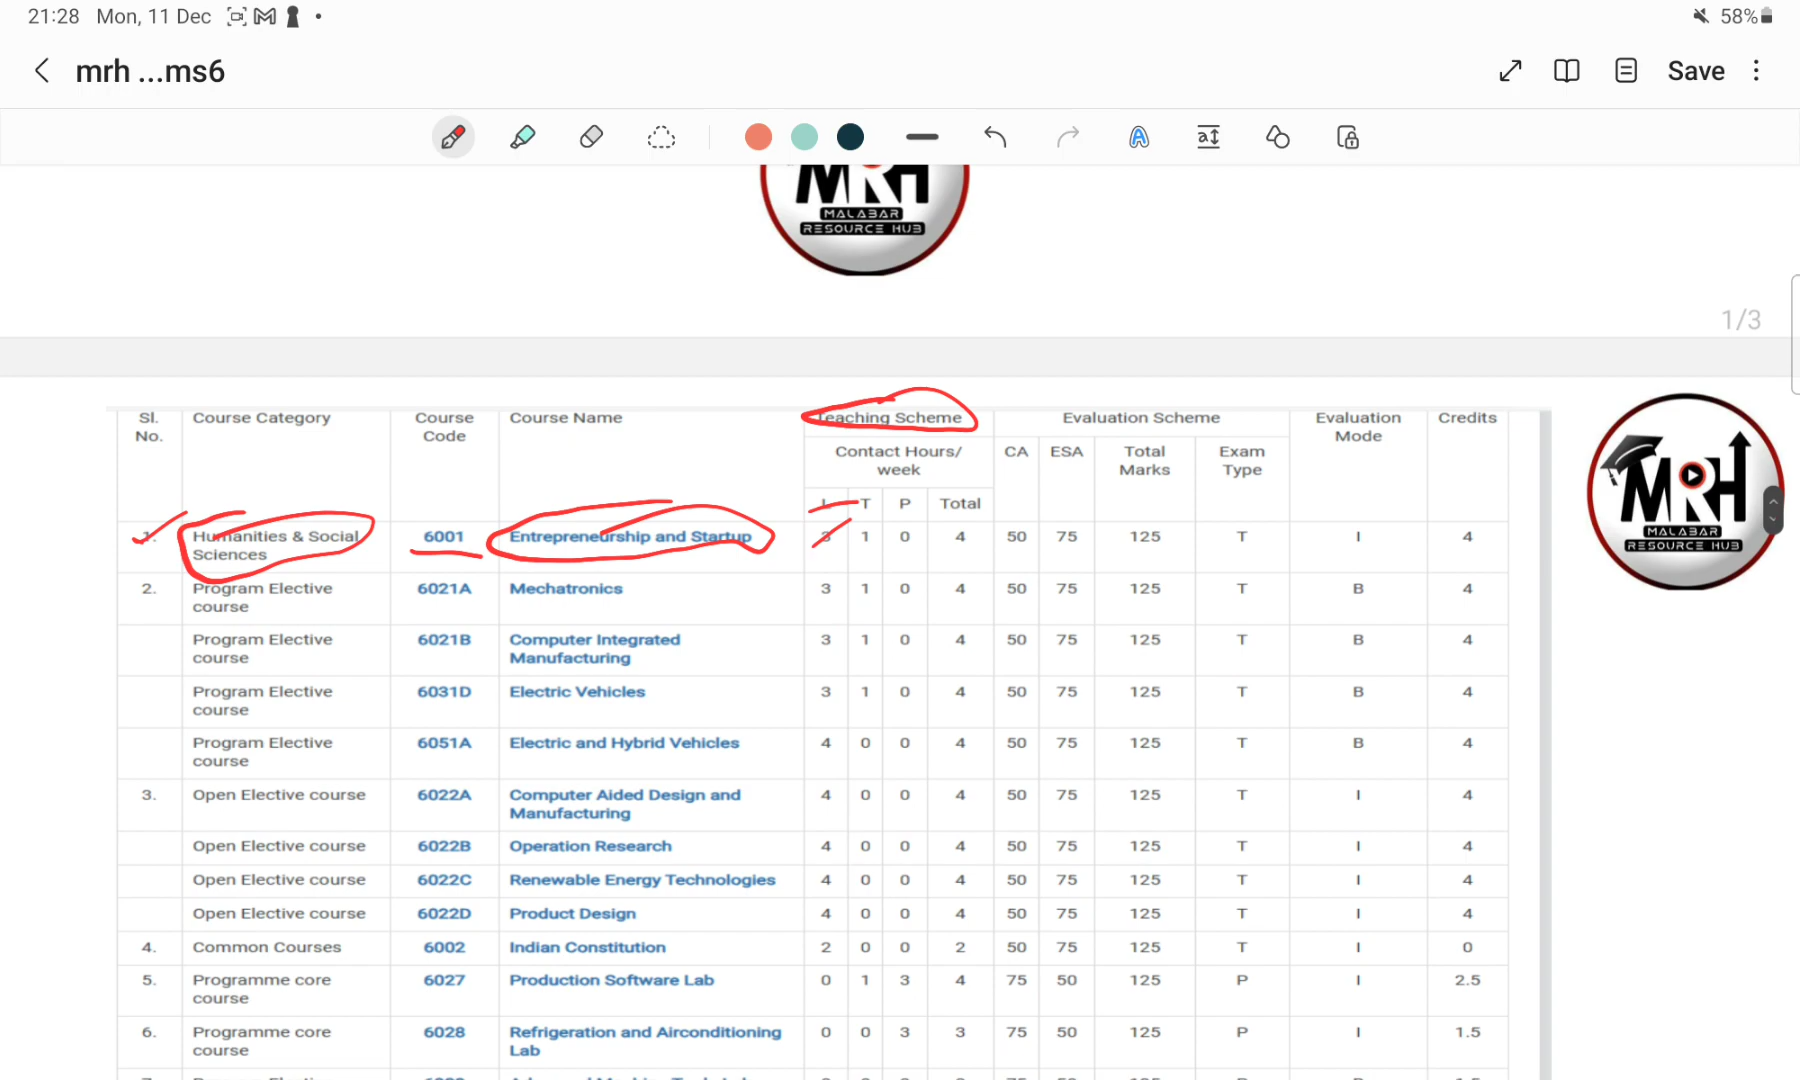 21:28 Mon, 11 Dec
58%
mrh ...ms6
Save
MRH
MALABAR
RESOURCE HUB
1/3
Sl. No. Course Category Course Code Course Name Teaching Scheme Evaluation Scheme Evaluation Mode Credits
Contact Hours/ week CA ESA Total Marks Exam Type
L T P Total
1. Humanities & Social Sciences 6001 Entrepreneurship and Startup 3 1 0 4 50 75 125 T I 4
2. Program Elective course 6021A Mechatronics 3 1 0 4 50 75 125 T B 4
Program Elective course 6021B Computer Integrated Manufacturing 3 1 0 4 50 75 125 T B 4
Program Elective course 6031D Electric Vehicles 3 1 0 4 50 75 125 T B 4
Program Elective course 6051A Electric and Hybrid Vehicles 4 0 0 4 50 75 125 T B 4
3. Open Elective course 6022A Computer Aided Design and Manufacturing 4 0 0 4 50 75 125 T I 4
Open Elective course 6022B Operation Research 4 0 0 4 50 75 125 T I 4
Open Elective course 6022C Renewable Energy Technologies 4 0 0 4 50 75 125 T I 4
Open Elective course 6022D Product Design 4 0 0 4 50 75 125 T I 4
4. Common Courses 6002 Indian Constitution 2 0 0 2 50 75 125 T I 0
5. Programme core course 6027 Production Software Lab 0 1 3 4 75 50 125 P I 2.5
6. Programme core course 6028 Refrigeration and Airconditioning Lab 0 0 3 3 75 50 125 P I 1.5
MRH
MALABAR
RESOURCE HUB